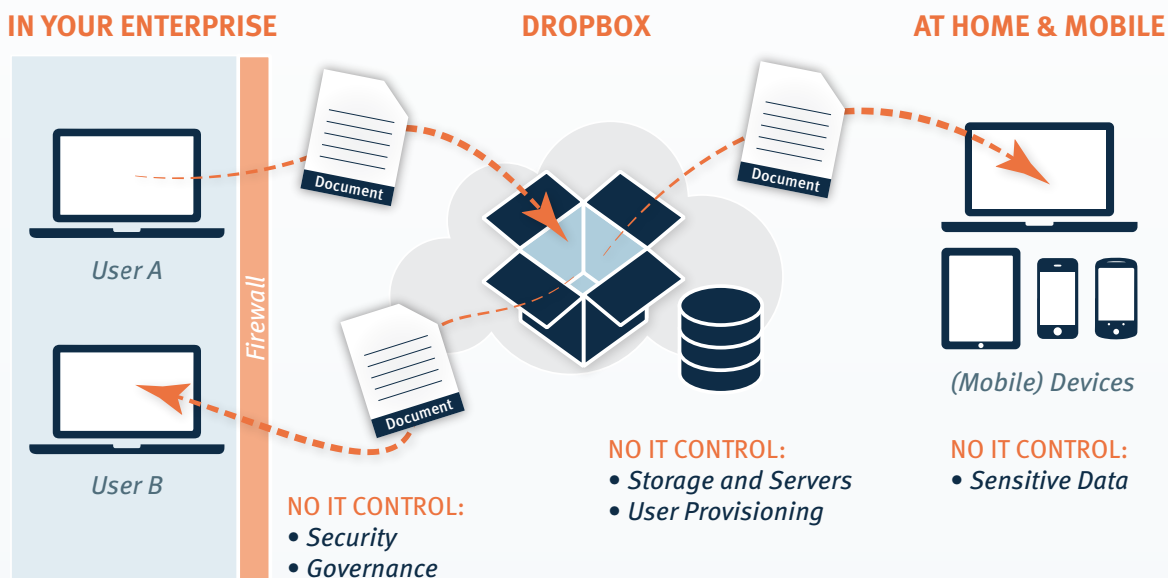 IN YOUR ENTERPRISE
DROPBOX
AT HOME & MOBILE
Document
Document
User A
Firewall
Document
(Mobile) Devices
User B
NO IT CONTROL:
• Security
• Governance
NO IT CONTROL:
• Storage and Servers
• User Provisioning
NO IT CONTROL:
• Sensitive Data